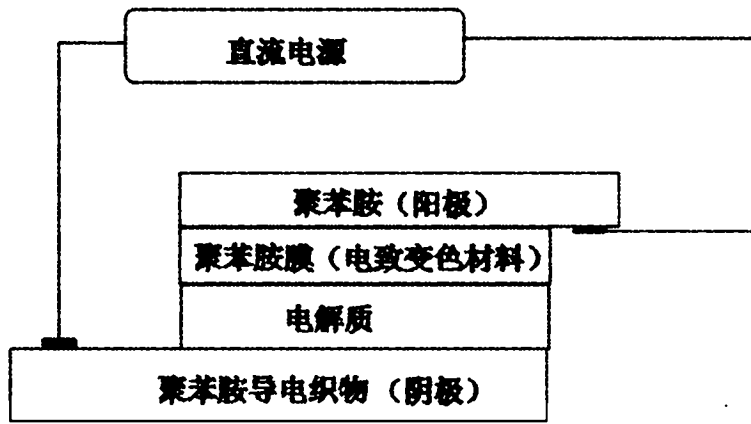 直流电源
聚苯胺（阳极）
聚苯胺膜（电致变色材料）
电解质
聚苯胺导电织物（阴极）